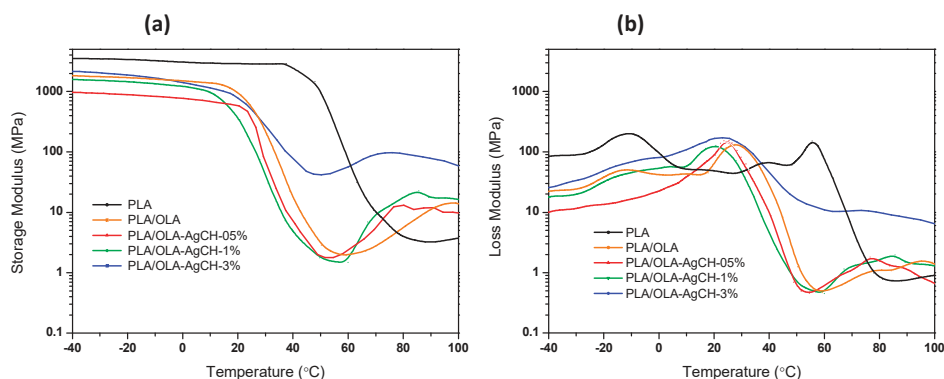 (a)
Storage Modulus (MPa)
1000
100
10
1
0.1
PLA
PLA/OLA
PLA/OLA-AgCH-05%
PLA/OLA-AgCH-1%
PLA/OLA-AgCH-3%
-40 -20 0 20 40 60 80 100
Temperature (°C)
(b)
Loss Modulus (MPa)
1000
100
10
1
0.1
PLA
PLA/OLA
PLA/OLA-AgCH-05%
PLA/OLA-AgCH-1%
PLA/OLA-AgCH-3%
-40 -20 0 20 40 60 80 100
Temperature (°C)